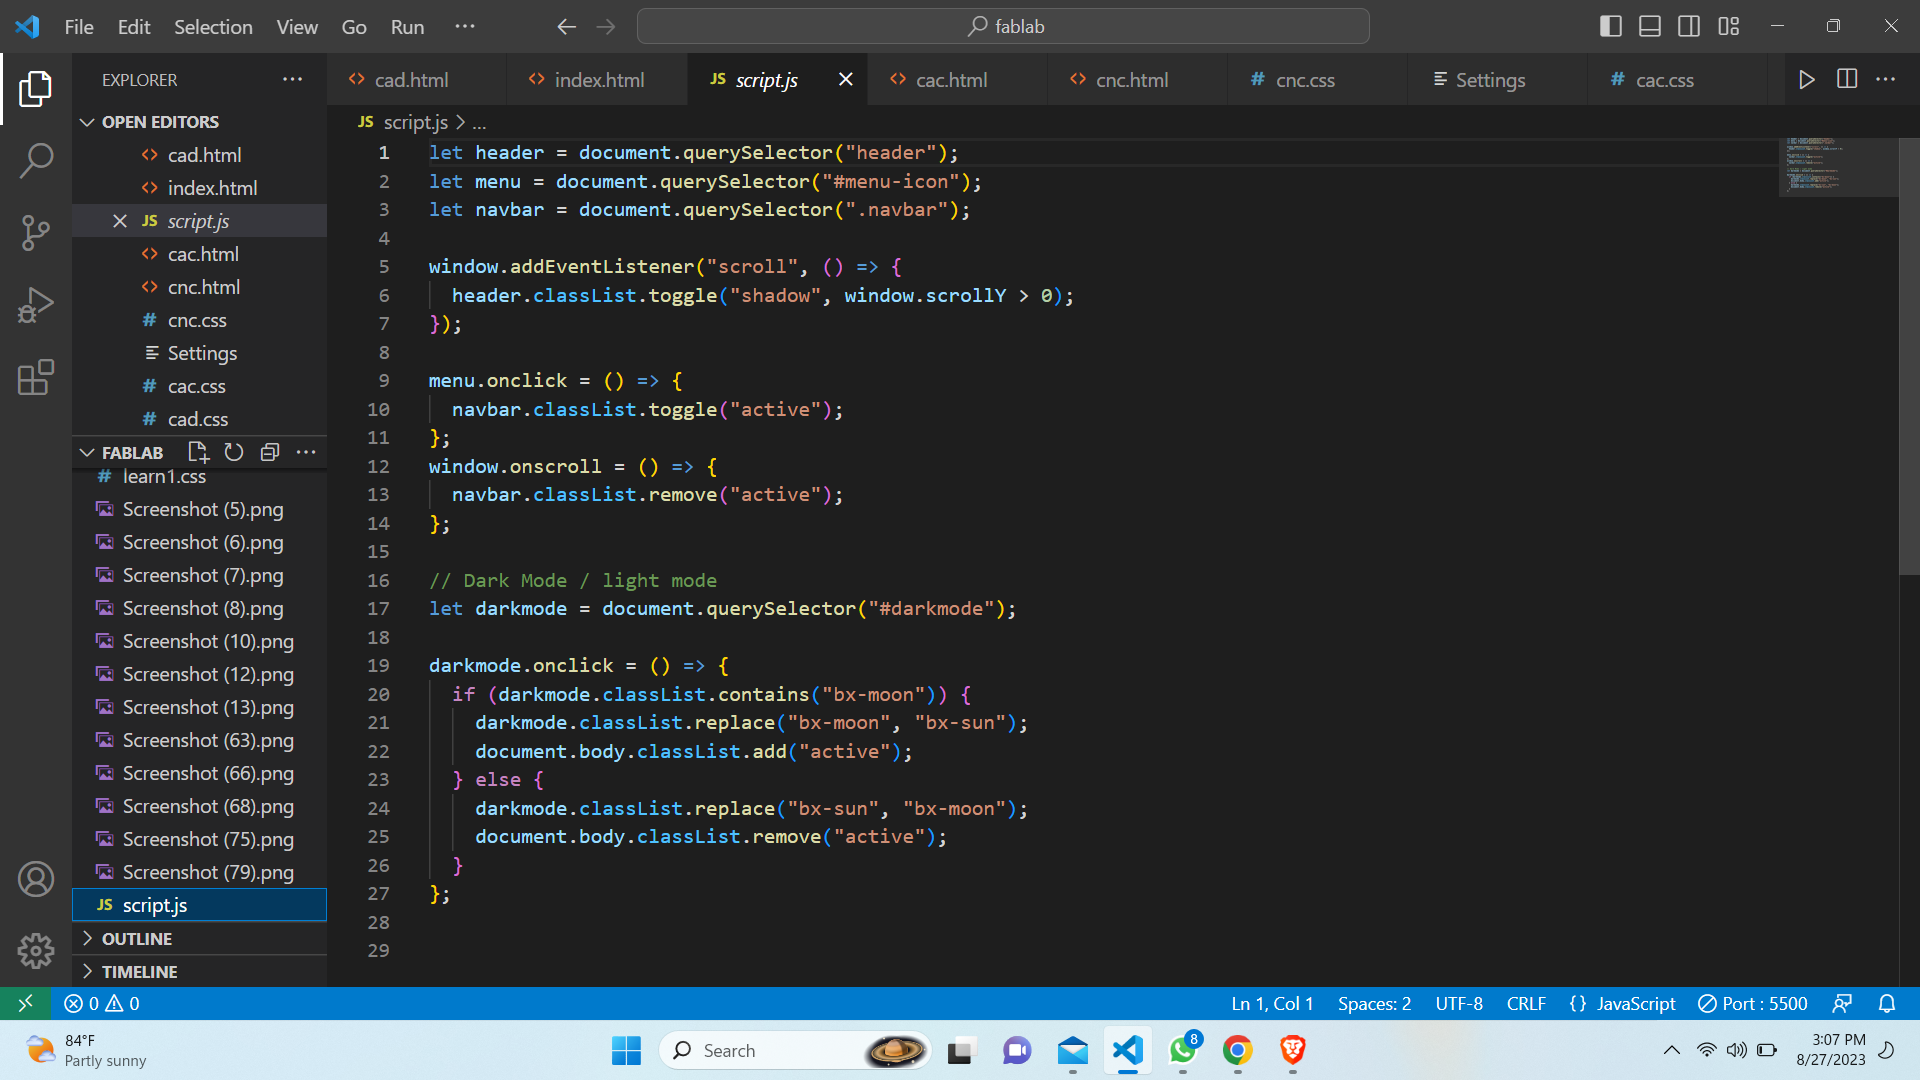 File Edit Selection View Go Run ··· fablab
EXPLORER ···
<> cad.html <> index.html JS script.js <> cac.html <> cnc.html # cnc.css Settings # cac.css ···
OPEN EDITORS
<> cad.html
<> index.html
JS script.js
<> cac.html
<> cnc.html
# cnc.css
Settings
# cac.css
# cad.css
FABLAB ···
# learn1.css
Screenshot (5).png
Screenshot (6).png
Screenshot (7).png
Screenshot (8).png
Screenshot (10).png
Screenshot (12).png
Screenshot (13).png
Screenshot (63).png
Screenshot (66).png
Screenshot (68).png
Screenshot (75).png
Screenshot (79).png
JS script.js
OUTLINE
TIMELINE
JS script.js > ...
1 let header = document.querySelector("header");
2 let menu = document.querySelector("#menu-icon");
3 let navbar = document.querySelector(".navbar");
4
5 window.addEventListener("scroll", () => {
6 header.classList.toggle("shadow", window.scrollY > 0);
7 });
8
9 menu.onclick = () => {
10 navbar.classList.toggle("active");
11 };
12 window.onscroll = () => {
13 navbar.classList.remove("active");
14 };
15
16 // Dark Mode / light mode
17 let darkmode = document.querySelector("#darkmode");
18
19 darkmode.onclick = () => {
20 if (darkmode.classList.contains("bx-moon")) {
21 darkmode.classList.replace("bx-moon", "bx-sun");
22 document.body.classList.add("active");
23 } else {
24 darkmode.classList.replace("bx-sun", "bx-moon");
25 document.body.classList.remove("active");
26 }
27 };
28
29
0 0 Ln 1, Col 1 Spaces: 2 UTF-8 CRLF {} JavaScript Port : 5500
84°F
Partly sunny
Search
8
3:07 PM
8/27/2023